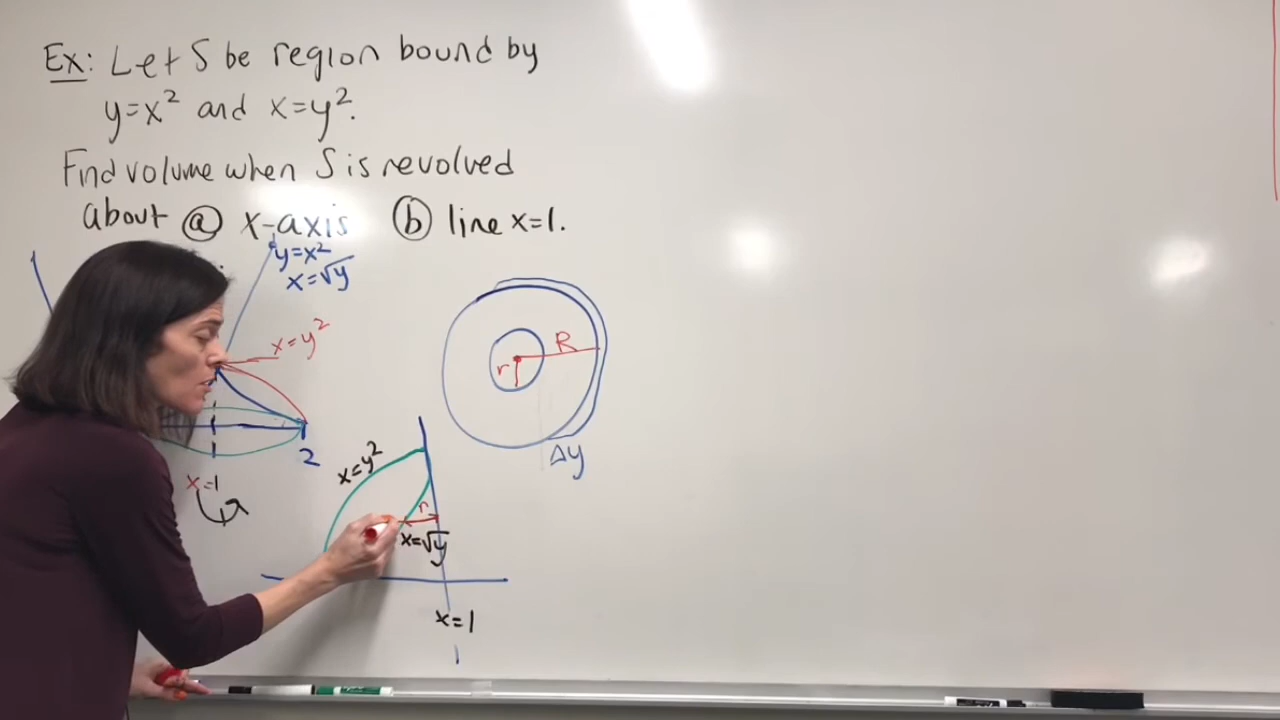 Ex: Let S be region bound by
y=x² and x=y².
Find volume when S is revolved
about ⓐ x-axis ⓑ line x=1.
y=x²
x=√y
x=y²
R
r
Δy
2
x=y²
x=1
r
x=√y
x=1
1